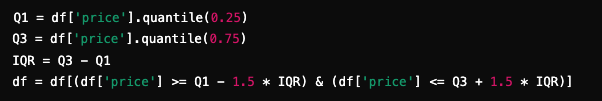 Q1 = df['price'].quantile(0.25)
Q3 = df['price'].quantile(0.75)
IQR = Q3 - Q1
df = df[(df['price'] >= Q1 - 1.5 * IQR) & (df['price'] <= Q3 + 1.5 * IQR)]